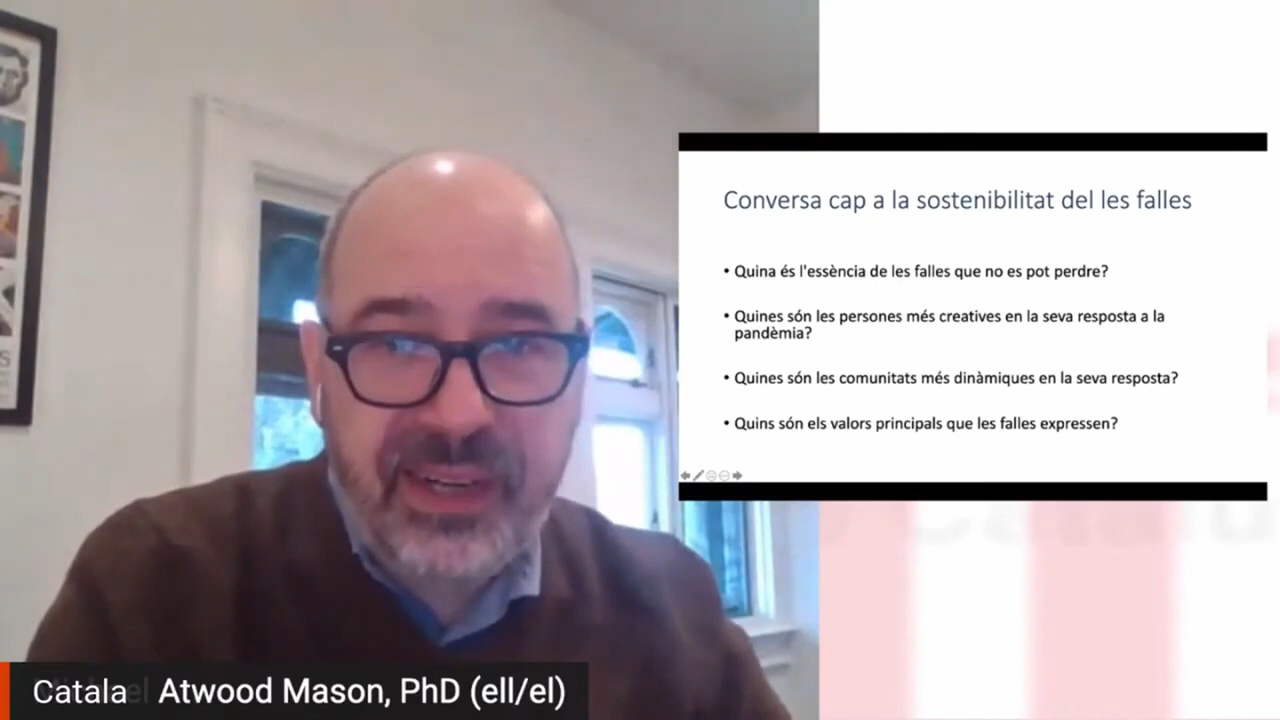 Conversa cap a la sostenibilitat del les falles
• Quina és l'essència de les falles que no es pot perdre?
• Quines són les persones més creatives en la seva resposta a la
pandèmia?
• Quines són les comunitats més dinàmiques en la seva resposta?
• Quins són els valors principals que les falles expressen?
Catala Atwood Mason, PhD (ell/el)